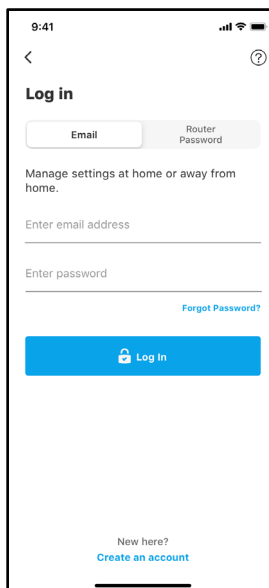 9:41
Log in
Email
Router
Password
Manage settings at home or away from
home.
Enter email address
Enter password
Forgot Password?
Log In
New here?
Create an account